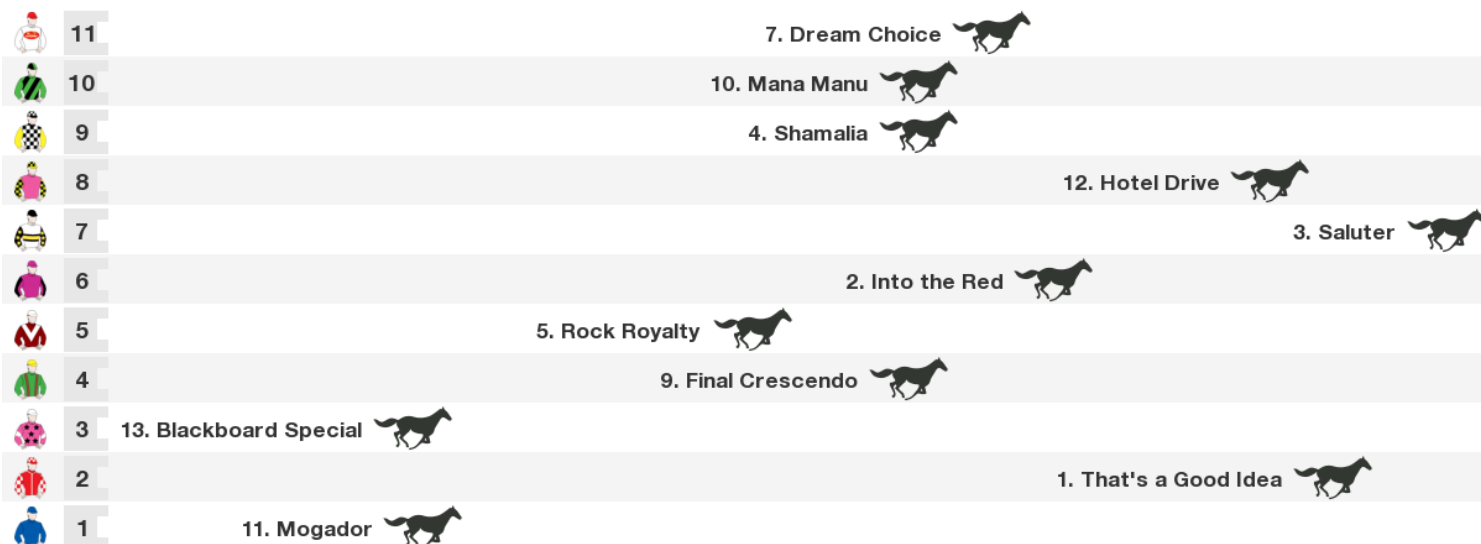 11 7. Dream Choice
10 10. Mana Manu
9 4. Shamalia
8 12. Hotel Drive
7 3. Saluter
6 2. Into the Red
5 5. Rock Royalty
4 9. Final Crescendo
3 13. Blackboard Special
2 1. That's a Good Idea
1 11. Mogador